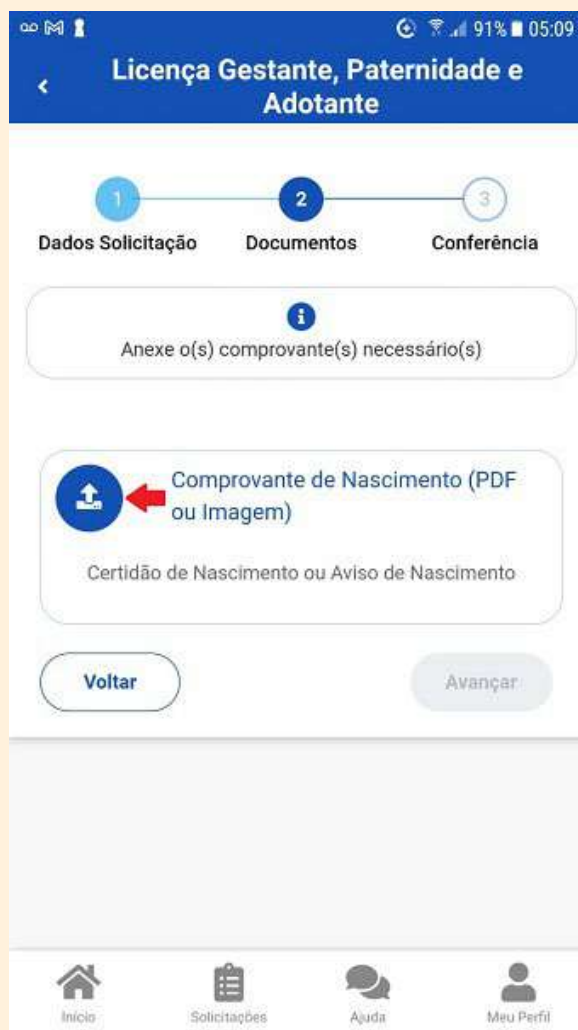 91% 05:09
Licença Gestante, Paternidade e
Adotante
1 2 3
Dados Solicitação Documentos Conferência
Anexe o(s) comprovante(s) necessário(s)
Comprovante de Nascimento (PDF
ou Imagem)
Certidão de Nascimento ou Aviso de Nascimento
Voltar Avançar
Início Solicitações Ajuda Meu Perfil